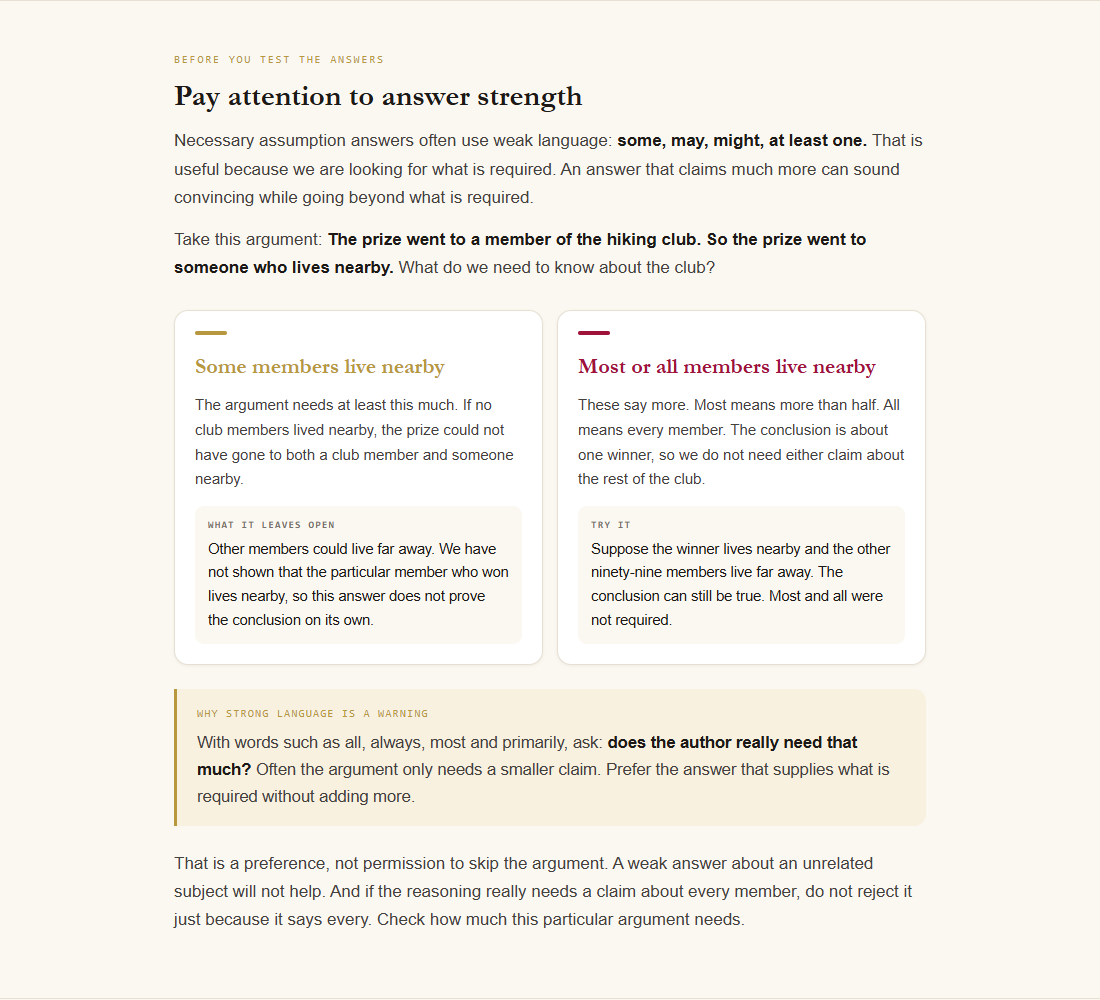 BEFORE YOU TEST THE ANSWERS
Pay attention to answer strength
Necessary assumption answers often use weak language: some, may, might, at least one. That is
useful because we are looking for what is required. An answer that claims much more can sound
convincing while going beyond what is required.
Take this argument: The prize went to a member of the hiking club. So the prize went to
someone who lives nearby. What do we need to know about the club?
Some members live nearby
The argument needs at least this much. If no
club members lived nearby, the prize could not
have gone to both a club member and someone
nearby.
WHAT IT LEAVES OPEN
Other members could live far away. We have
not shown that the particular member who won
lives nearby, so this answer does not prove
the conclusion on its own.
Most or all members live nearby
These say more. Most means more than half. All
means every member. The conclusion is about
one winner, so we do not need either claim about
the rest of the club.
TRY IT
Suppose the winner lives nearby and the other
ninety-nine members live far away. The
conclusion can still be true. Most and all were
not required.
WHY STRONG LANGUAGE IS A WARNING
With words such as all, always, most and primarily, ask: does the author really need that
much? Often the argument only needs a smaller claim. Prefer the answer that supplies what is
required without adding more.
That is a preference, not permission to skip the argument. A weak answer about an unrelated
subject will not help. And if the reasoning really needs a claim about every member, do not reject it
just because it says every. Check how much this particular argument needs.